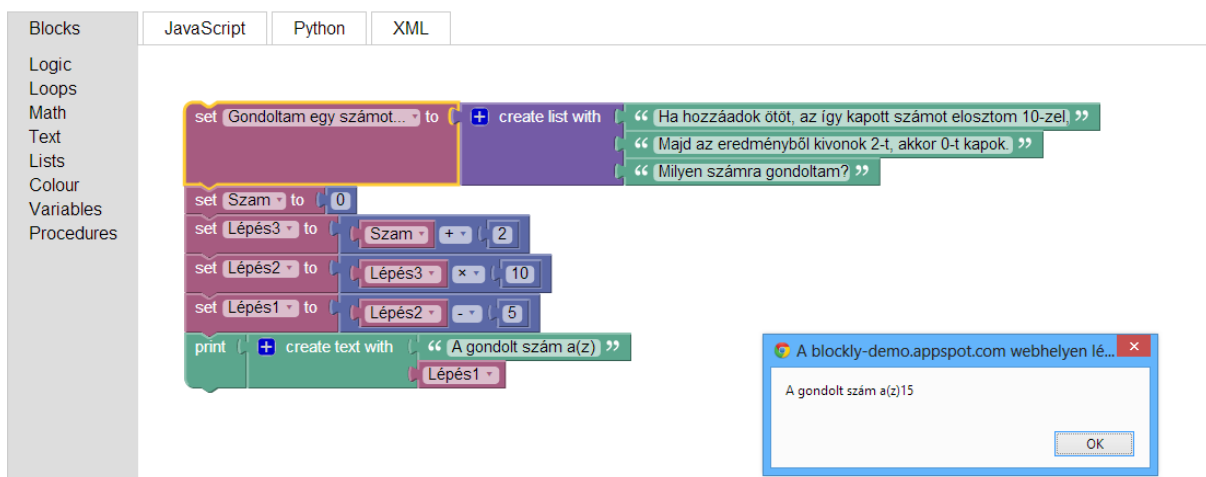 Blocks JavaScript Python XML
Logic
Loops
Math
Text
Lists
Colour
Variables
Procedures
set Gondoltam egy számot... to create list with “ Ha hozzáadok ötöt, az így kapott számot elosztom 10-zel, ”
“ Majd az eredményből kivonok 2-t, akkor 0-t kapok. ”
“ Milyen számra gondoltam? ”
set Szam to 0
set Lépés3 to Szam + 2
set Lépés2 to Lépés3 × 10
set Lépés1 to Lépés2 - 5
print create text with “ A gondolt szám a(z) ”
Lépés1
A blockly-demo.appspot.com webhelyen lé...
A gondolt szám a(z)15
OK